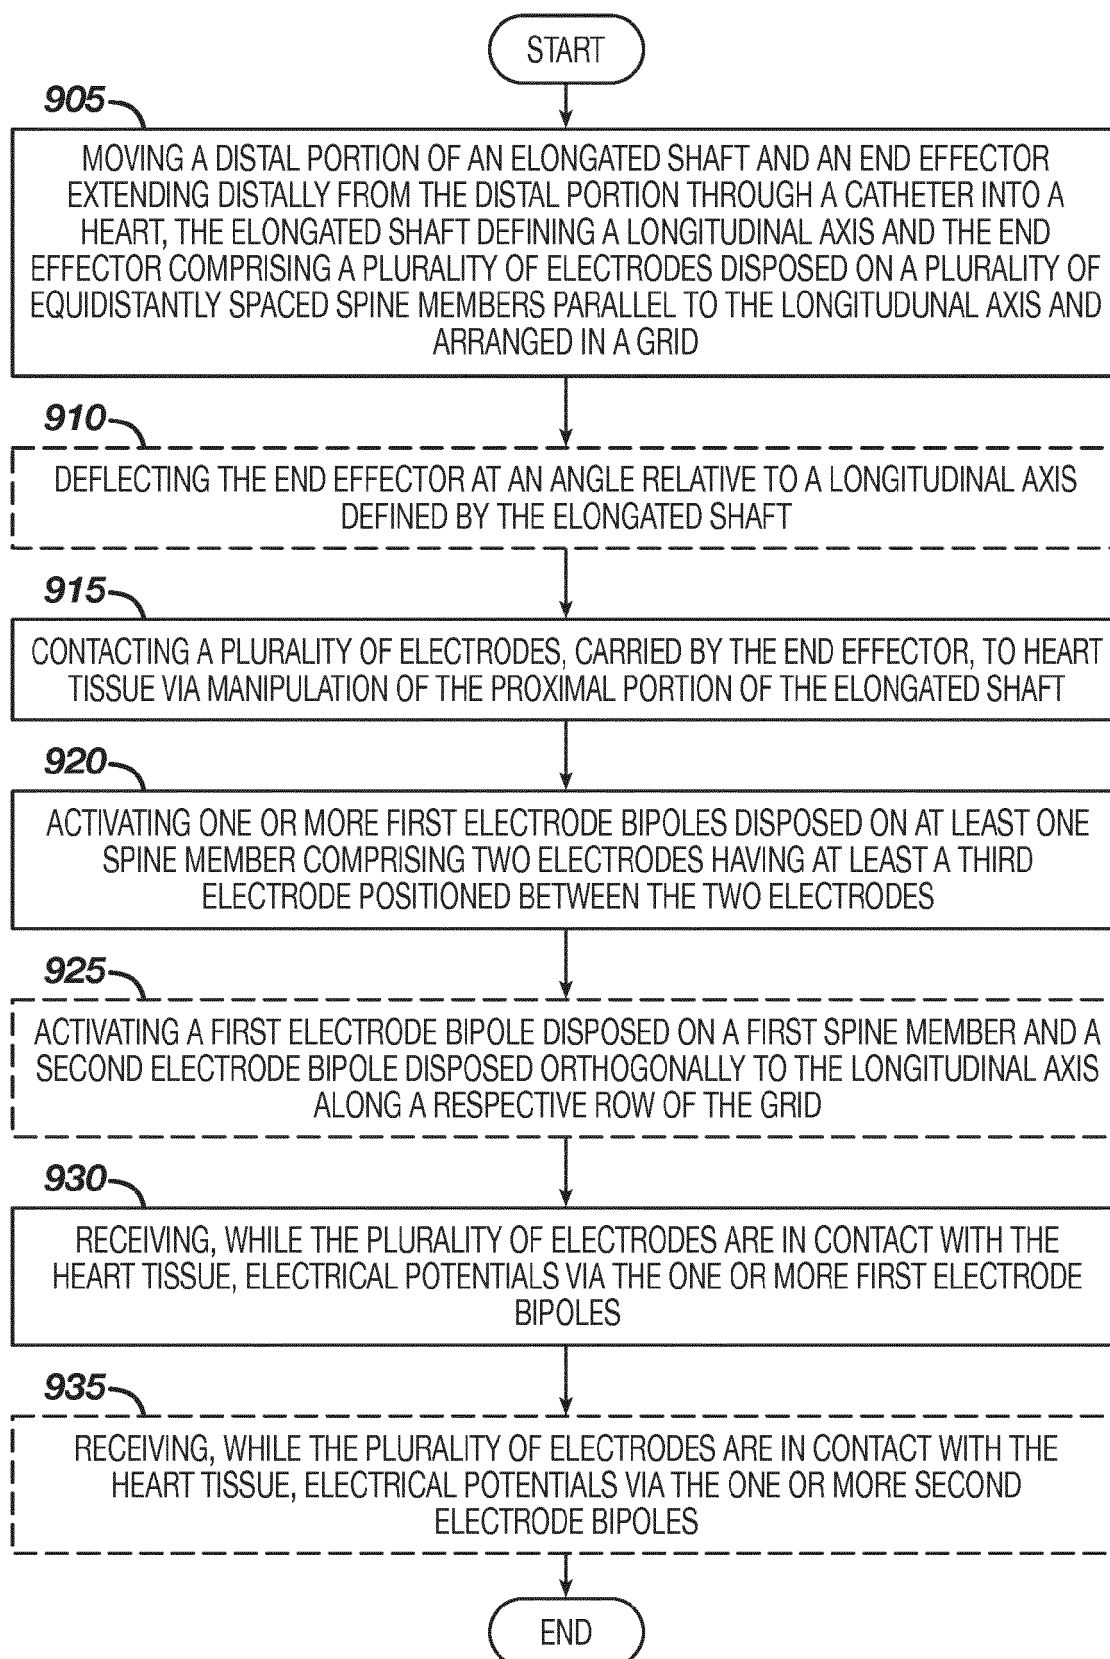 START
905
MOVING A DISTAL PORTION OF AN ELONGATED SHAFT AND AN END EFFECTOR
EXTENDING DISTALLY FROM THE DISTAL PORTION THROUGH A CATHETER INTO A
HEART, THE ELONGATED SHAFT DEFINING A LONGITUDINAL AXIS AND THE END
EFFECTOR COMPRISING A PLURALITY OF ELECTRODES DISPOSED ON A PLURALITY OF
EQUIDISTANTLY SPACED SPINE MEMBERS PARALLEL TO THE LONGITUDUNAL AXIS AND
ARRANGED IN A GRID
910
DEFLECTING THE END EFFECTOR AT AN ANGLE RELATIVE TO A LONGITUDINAL AXIS
DEFINED BY THE ELONGATED SHAFT
915
CONTACTING A PLURALITY OF ELECTRODES, CARRIED BY THE END EFFECTOR, TO HEART
TISSUE VIA MANIPULATION OF THE PROXIMAL PORTION OF THE ELONGATED SHAFT
920
ACTIVATING ONE OR MORE FIRST ELECTRODE BIPOLES DISPOSED ON AT LEAST ONE
SPINE MEMBER COMPRISING TWO ELECTRODES HAVING AT LEAST A THIRD
ELECTRODE POSITIONED BETWEEN THE TWO ELECTRODES
925
ACTIVATING A FIRST ELECTRODE BIPOLE DISPOSED ON A FIRST SPINE MEMBER AND A
SECOND ELECTRODE BIPOLE DISPOSED ORTHOGONALLY TO THE LONGITUDINAL AXIS
ALONG A RESPECTIVE ROW OF THE GRID
930
RECEIVING, WHILE THE PLURALITY OF ELECTRODES ARE IN CONTACT WITH THE
HEART TISSUE, ELECTRICAL POTENTIALS VIA THE ONE OR MORE FIRST ELECTRODE
BIPOLES
935
RECEIVING, WHILE THE PLURALITY OF ELECTRODES ARE IN CONTACT WITH THE
HEART TISSUE, ELECTRICAL POTENTIALS VIA THE ONE OR MORE SECOND
ELECTRODE BIPOLES
END